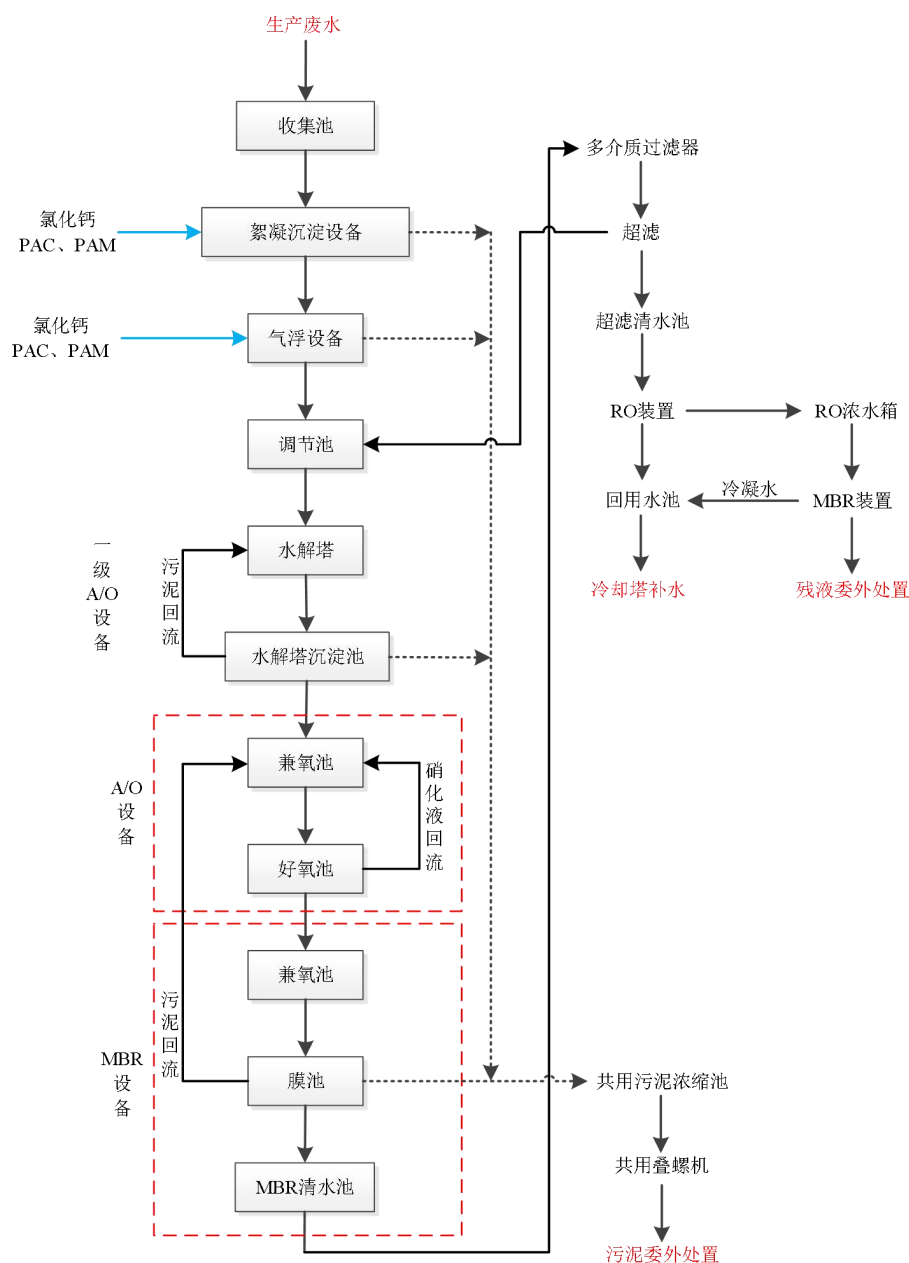 生产废水
收集池
氯化钙
PAC、PAM
絮凝沉淀设备
氯化钙
PAC、PAM
气浮设备
调节池
一级A/O设备
污泥回流
水解塔
水解塔沉淀池
A/O
设备
兼氧池
硝化液回流
好氧池
MBR
设备
污泥回流
兼氧池
膜池
MBR清水池
多介质过滤器
超滤
超滤清水池
RO装置
RO浓水箱
回用水池
冷凝水
MBR装置
冷却塔补水
残液委外处置
共用污泥浓缩池
共用叠螺机
污泥委外处置